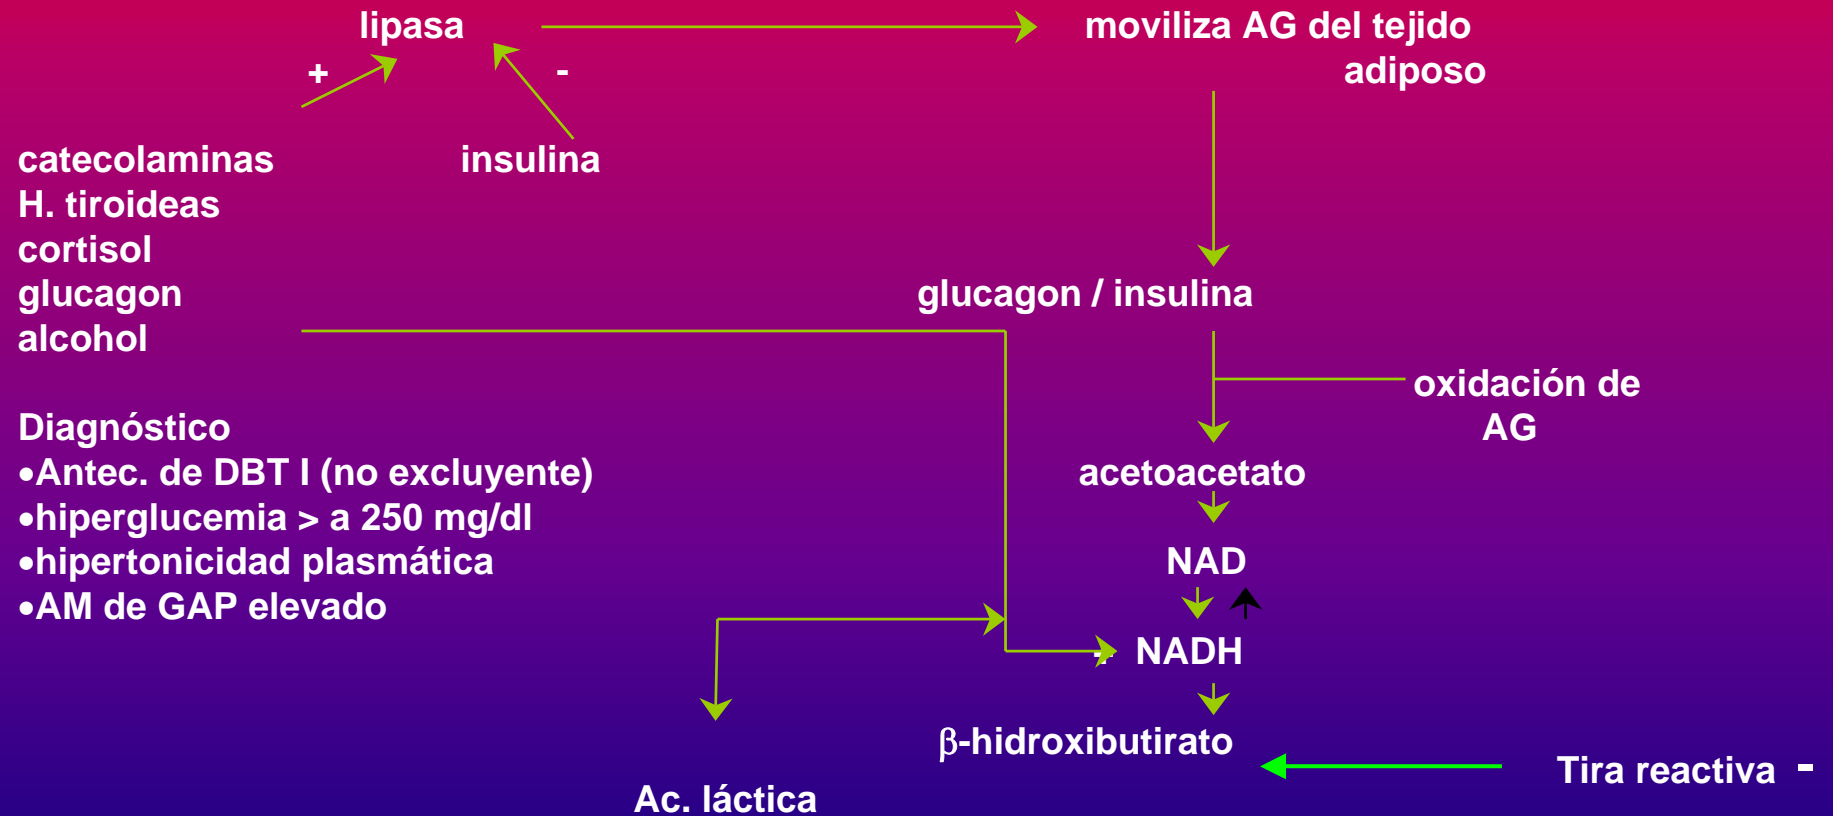 lipasa
moviliza AG del tejido
adiposo
+
-
catecolaminas
insulina
H. tiroideas
cortisol
glucagon
glucagon / insulina
alcohol
oxidación de
AG
Diagnóstico
•Antec. de DBT I (no excluyente)
acetoacetato
•hiperglucemia > a 250 mg/dl
•hipertonicidad plasmática
NAD
•AM de GAP elevado
+ NADH
β-hidroxibutirato
Tira reactiva -
Ac. láctica